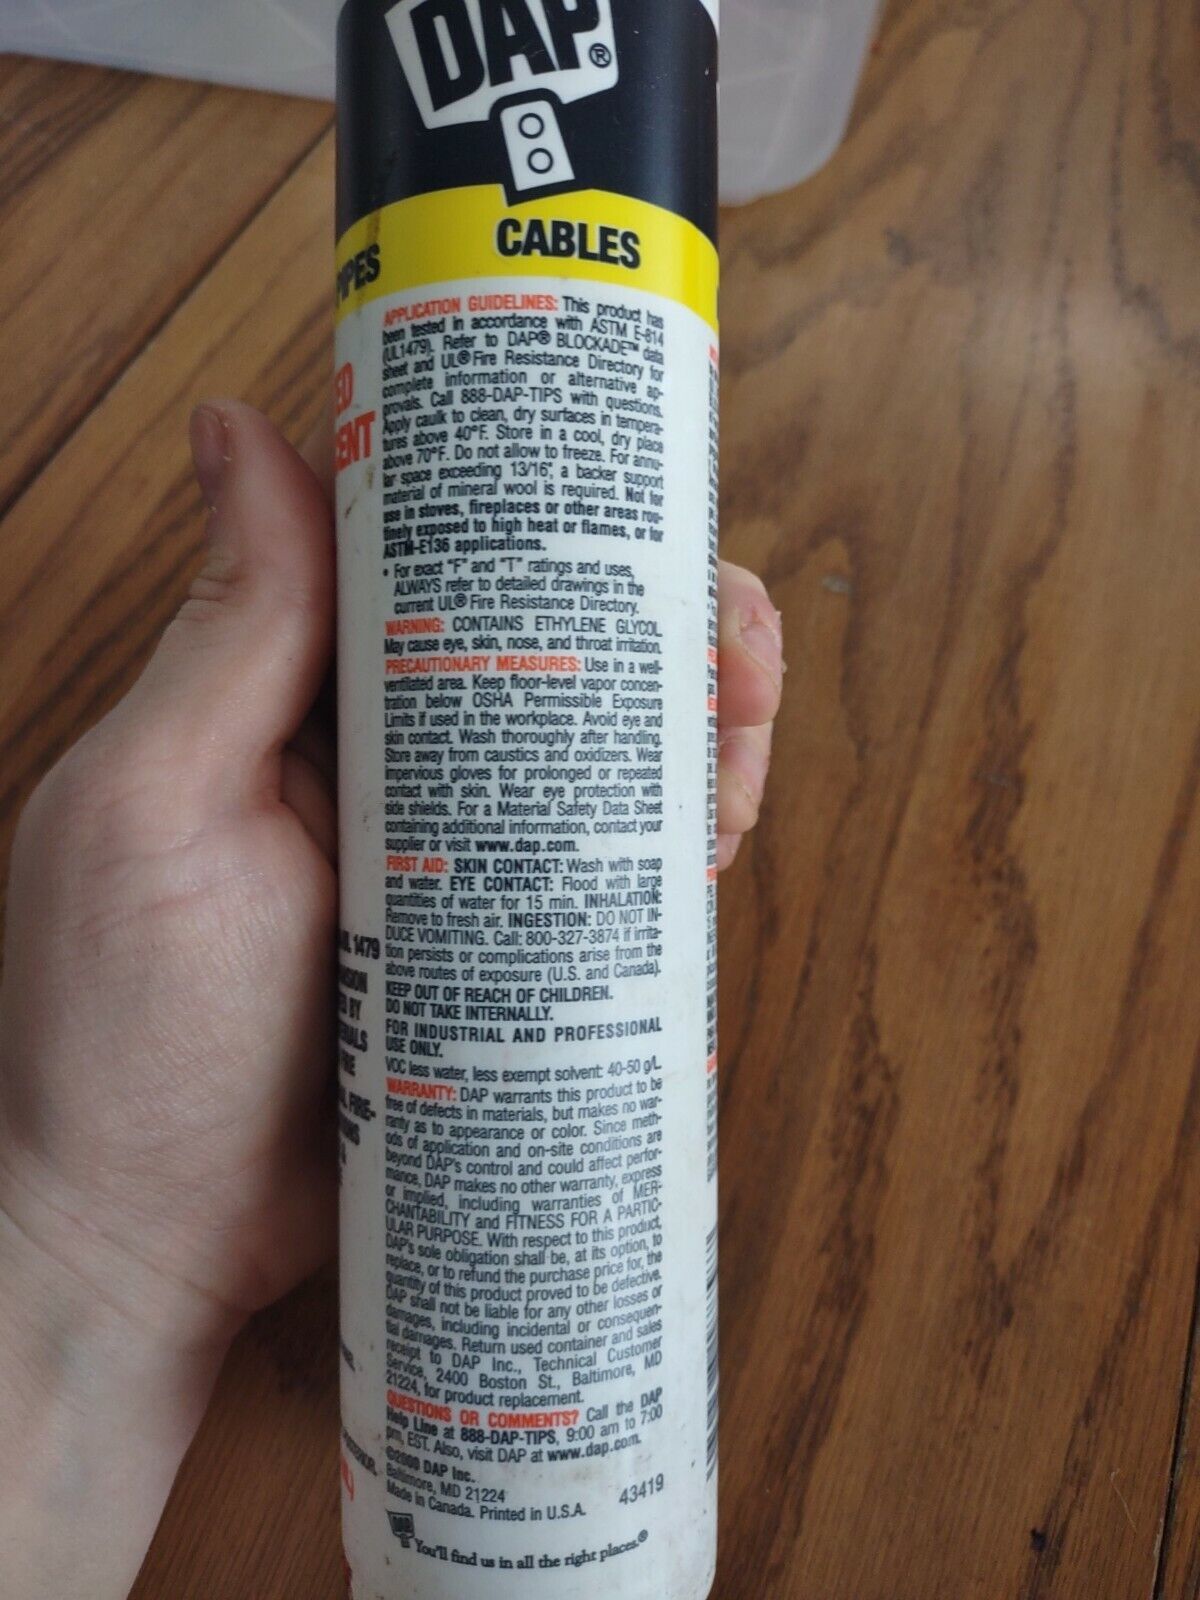 DAP®
PIPES
CABLES
APPLICATION GUIDELINES: This product has
been tested in accordance with ASTM E-814
(UL1479). Refer to DAP® BLOCKADE™ data
sheet and UL® Fire Resistance Directory for
complete information or alternative ap-
provals. Call 888-DAP-TIPS with questions.
Apply caulk to clean, dry surfaces in tempera-
tures above 40°F. Store in a cool, dry place
above 70°F. Do not allow to freeze. For annu-
lar space exceeding 13/16", a backer support
material of mineral wool is required. Not for
use in stoves, fireplaces or other areas rou-
tinely exposed to high heat or flames, or for
ASTM-E136 applications.
• For exact "F" and "T" ratings and uses,
ALWAYS refer to detailed drawings in the
current UL® Fire Resistance Directory.
WARNING: CONTAINS ETHYLENE GLYCOL.
May cause eye, skin, nose, and throat irritation.
PRECAUTIONARY MEASURES: Use in a well-
ventilated area. Keep floor-level vapor concen-
tration below OSHA Permissible Exposure
Limits if used in the workplace. Avoid eye and
skin contact. Wash thoroughly after handling.
Store away from caustics and oxidizers. Wear
impervious gloves for prolonged or repeated
contact with skin. Wear eye protection with
side shields. For a Material Safety Data Sheet
containing additional information, contact your
supplier or visit www.dap.com.
FIRST AID: SKIN CONTACT: Wash with soap
and water. EYE CONTACT: Flood with large
quantities of water for 15 min. INHALATION:
Remove to fresh air. INGESTION: DO NOT IN-
DUCE VOMITING. Call: 800-327-3874 if irrita-
tion persists or complications arise from the
above routes of exposure (U.S. and Canada).
KEEP OUT OF REACH OF CHILDREN.
DO NOT TAKE INTERNALLY.
FOR INDUSTRIAL AND PROFESSIONAL
USE ONLY.
VOC less water, less exempt solvent: 40-50 g/L
WARRANTY: DAP warrants this product to be
free of defects in materials, but makes no war-
ranty as to appearance or color. Since meth-
ods of application and on-site conditions are
beyond DAP's control and could affect perfor-
mance, DAP makes no other warranty, express
or implied, including warranties of MER-
CHANTABILITY and FITNESS FOR A PARTIC-
ULAR PURPOSE. With respect to this product,
DAP's sole obligation shall be, at its option, to
replace, or to refund the purchase price for, the
quantity of this product proved to be defective.
DAP shall not be liable for any other losses or
damages, including incidental or consequen-
tial damages. Return used container and sales
receipt to DAP Inc., Technical Customer
Service, 2400 Boston St., Baltimore, MD
21224, for product replacement.
QUESTIONS OR COMMENTS? Call the DAP
Help Line at 888-DAP-TIPS, 9:00 am to 7:00
pm, EST. Also, visit DAP at www.dap.com.
©2000 DAP Inc.
Baltimore, MD 21224
Made in Canada. Printed in U.S.A. 43419
DAP
You'll find us in all the right places.®
1479